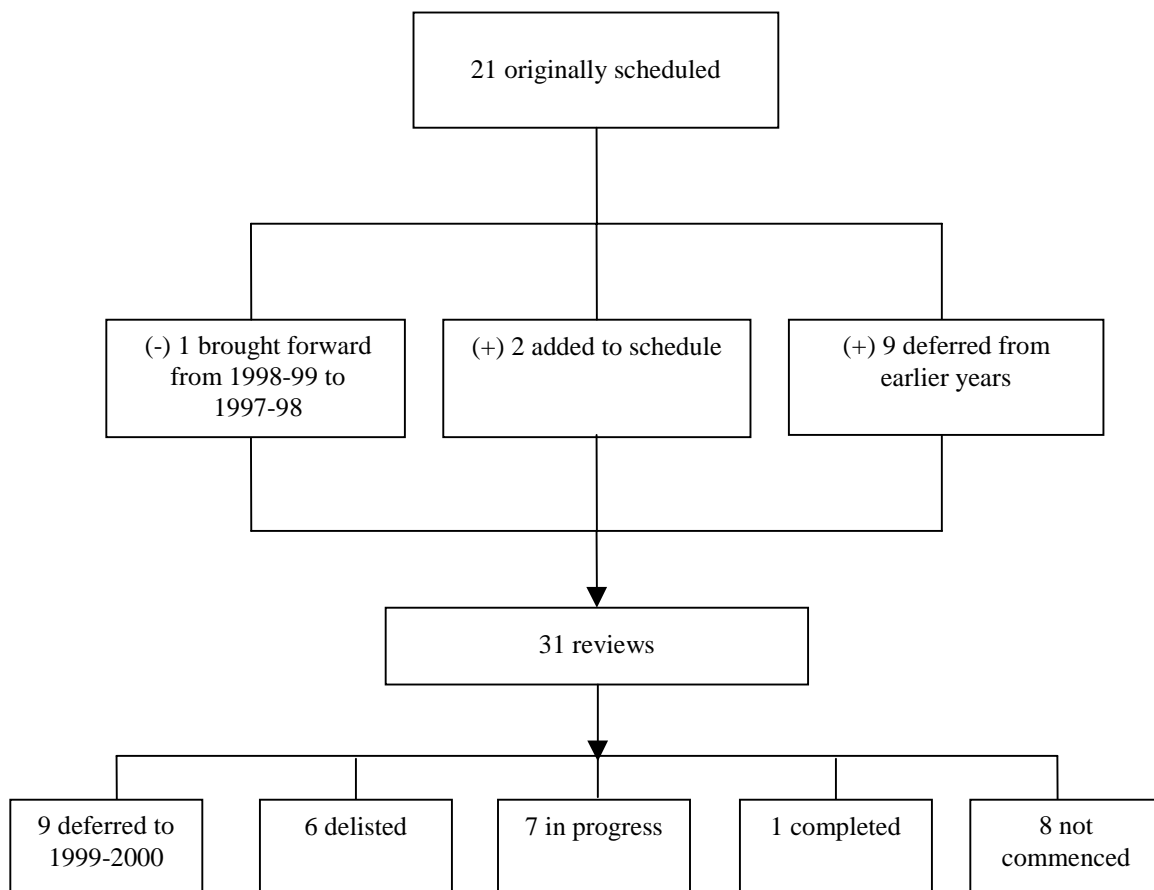 21 originally scheduled
(-) 1 brought forward
from 1998-99 to
1997-98
(+) 2 added to schedule
(+) 9 deferred from
earlier years
31 reviews
9 deferred to
1999-2000
6 delisted
7 in progress
1 completed
8 not
commenced